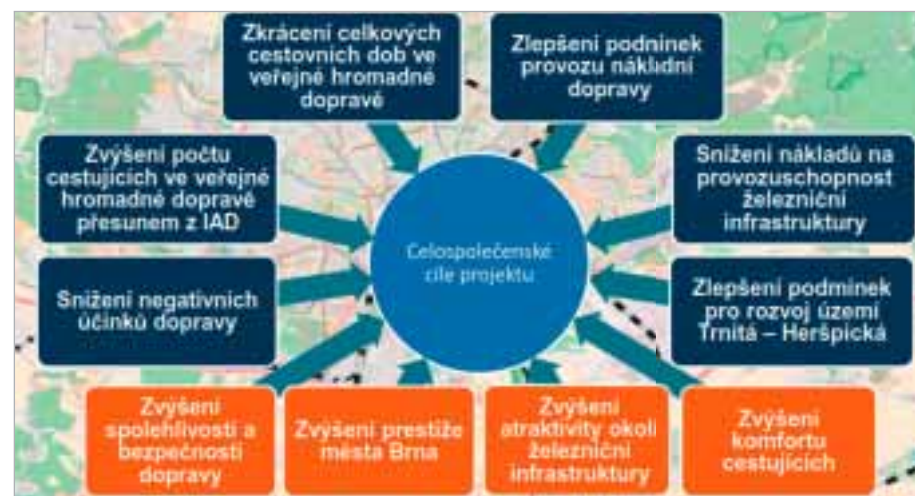 Zkrácení celkových
cestovních dob ve
veřejné hromadné
dopravě
Zlepšení podmínek
provozu nákladní
dopravy
Zvýšení počtu
cestujících ve veřejné
hromadné dopravě
přesunem z IAD
Snížení nákladů na
provozuschopnost
železniční
infrastruktury
Celospolečenské
cíle projektu
Snížení negativních
účinků dopravy
Zlepšení podmínek
pro rozvoj území
Trnitá – Heršpická
Zvýšení
spolehlivosti a
bezpečnosti
dopravy
Zvýšení prestiže
města Brna
Zvýšení
atraktivity okolí
železniční
infrastruktury
Zvýšení
komfortu
cestujících